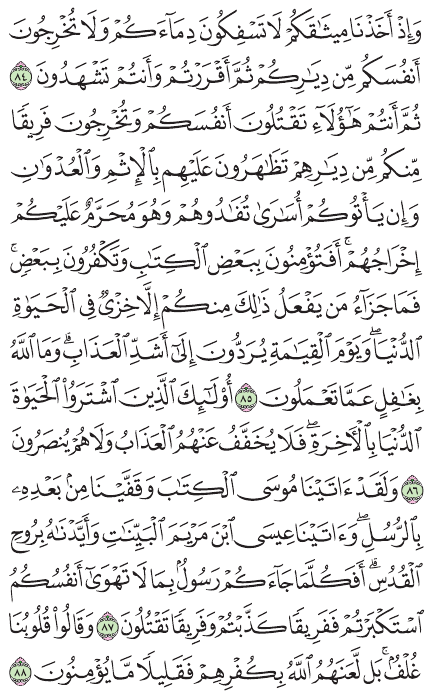 وَإِذْ أَخَذْنَا مِيثَٰقَكُمْ لَا تَسْفِكُونَ دِمَآءَكُمْ وَلَا تُخْرِجُونَ
أَنفُسَكُم مِّن دِيَٰرِكُمْ ثُمَّ أَقْرَرْتُمْ وَأَنتُمْ تَشْهَدُونَ ٨٤
ثُمَّ أَنتُمْ هَٰٓؤُلَآءِ تَقْتُلُونَ أَنفُسَكُمْ وَتُخْرِجُونَ فَرِيقًا
مِّنكُم مِّن دِيَٰرِهِمْ تَظَٰهَرُونَ عَلَيْهِم بِٱلْإِثْمِ وَٱلْعُدْوَٰنِ
وَإِن يَأْتُوكُمْ أُسَٰرَىٰ تُفَٰدُوهُمْ وَهُوَ مُحَرَّمٌ عَلَيْكُمْ
إِخْرَاجُهُمْ ۚ أَفَتُؤْمِنُونَ بِبَعْضِ ٱلْكِتَٰبِ وَتَكْفُرُونَ بِبَعْضٍ ۚ
فَمَا جَزَآءُ مَن يَفْعَلُ ذَٰلِكَ مِنكُمْ إِلَّا خِزْىٌ فِى ٱلْحَيَوٰةِ
ٱلدُّنْيَا ۖ وَيَوْمَ ٱلْقِيَٰمَةِ يُرَدُّونَ إِلَىٰٓ أَشَدِّ ٱلْعَذَابِ ۗ وَمَا ٱللَّهُ
بِغَٰفِلٍ عَمَّا تَعْمَلُونَ ٨٥ أُو۟لَٰٓئِكَ ٱلَّذِينَ ٱشْتَرَوُا۟ ٱلْحَيَوٰةَ
ٱلدُّنْيَا بِٱلْءَاخِرَةِ ۖ فَلَا يُخَفَّفُ عَنْهُمُ ٱلْعَذَابُ وَلَا هُمْ يُنصَرُونَ
٨٦ وَلَقَدْ ءَاتَيْنَا مُوسَى ٱلْكِتَٰبَ وَقَفَّيْنَا مِنۢ بَعْدِهِۦ
بِٱلرُّسُلِ ۖ وَءَاتَيْنَا عِيسَى ٱبْنَ مَرْيَمَ ٱلْبَيِّنَٰتِ وَأَيَّدْنَٰهُ بِرُوحِ
ٱلْقُدُسِ ۗ أَفَكُلَّمَا جَآءَكُمْ رَسُولٌۢ بِمَا لَا تَهْوَىٰٓ أَنفُسُكُمُ
ٱسْتَكْبَرْتُمْ فَفَرِيقًا كَذَّبْتُمْ وَفَرِيقًا تَقْتُلُونَ ٨٧ وَقَالُوا۟ قُلُوبُنَا
غُلْفٌۢ ۚ بَل لَّعَنَهُمُ ٱللَّهُ بِكُفْرِهِمْ فَقَلِيلًا مَّا يُؤْمِنُونَ ٨٨